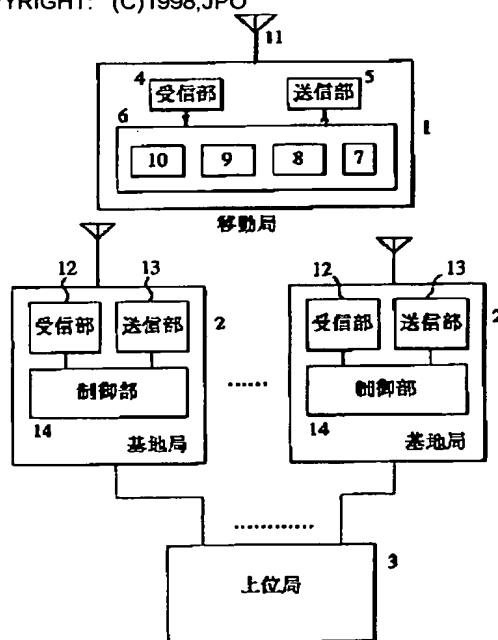 PYRIGHT: (C)1998,JPO
11
4 受信部 送信部 5
6
1
10 9 8 7
移動局
12 13 12 13
受信部 送信部 2 受信部 送信部 2
制御部 制御部
14 14
基地局 基地局
上位局 3